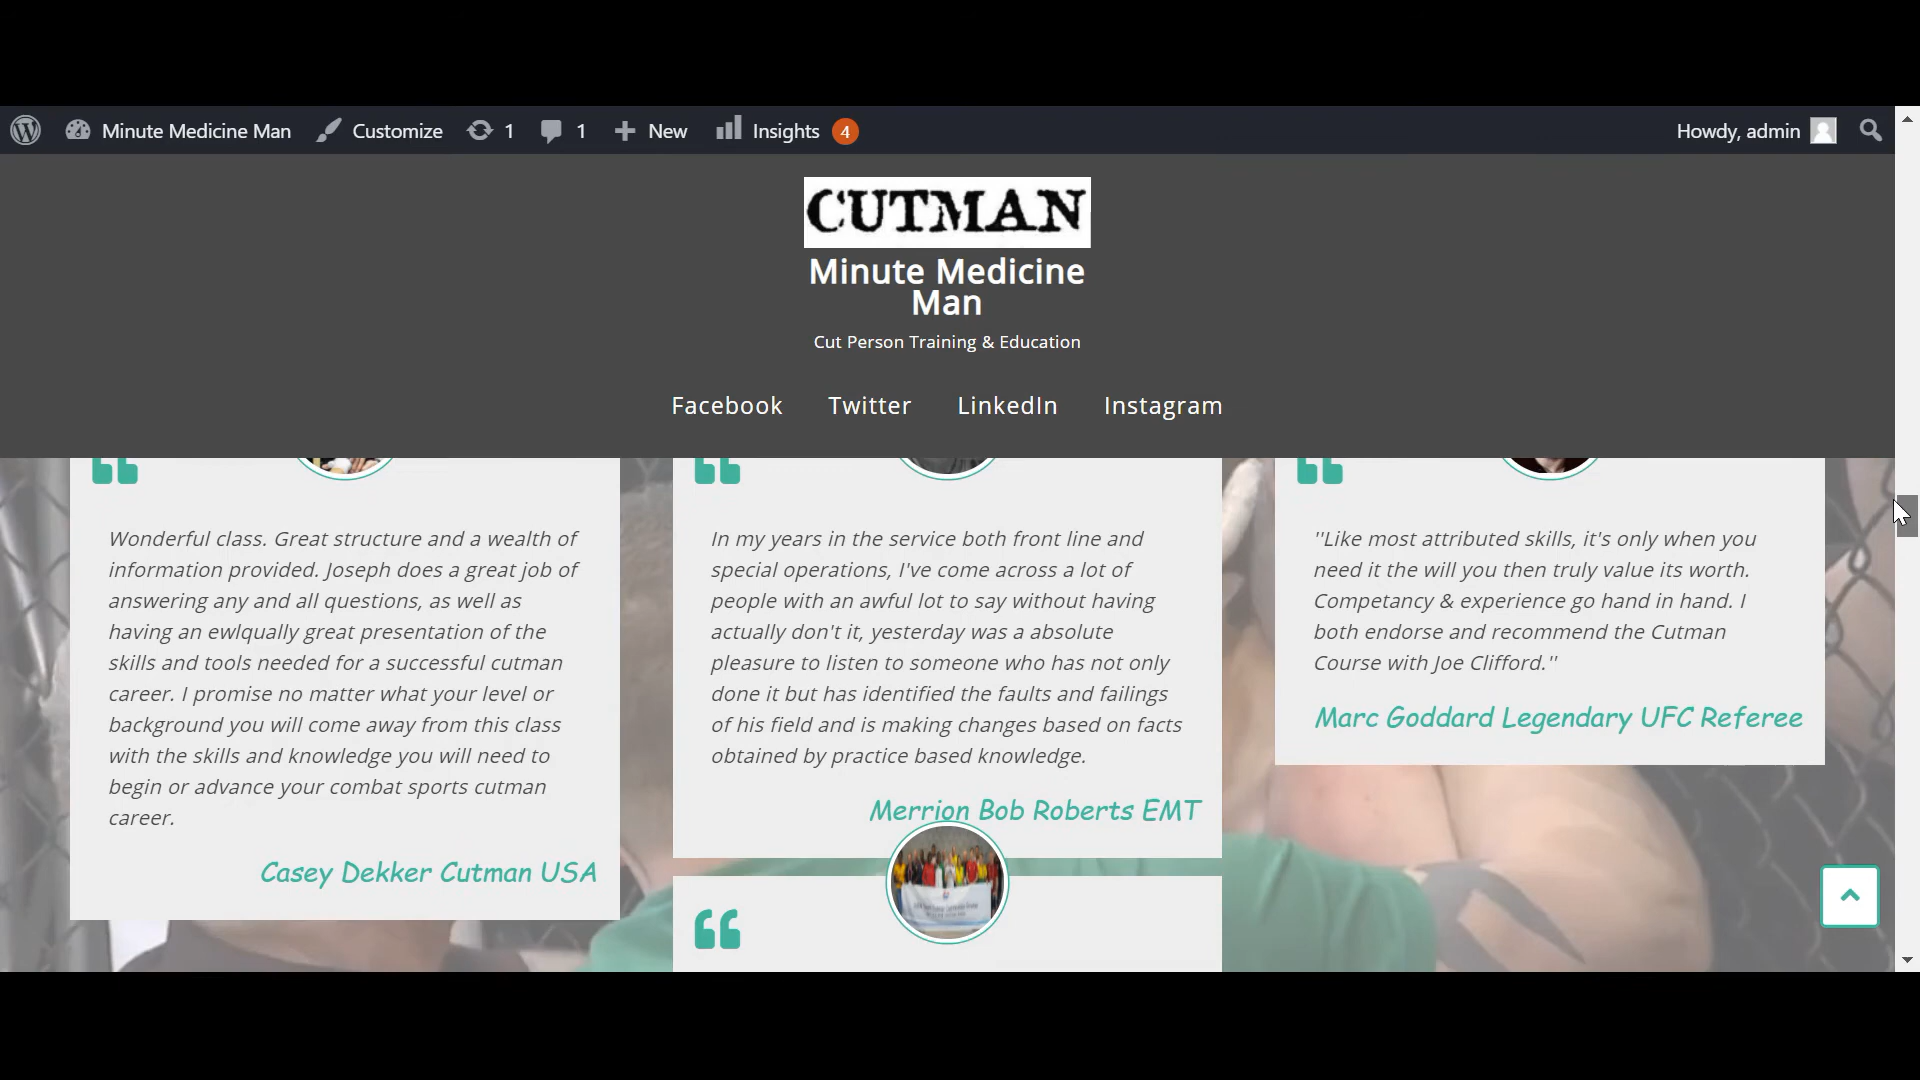 Minute Medicine Man Customize 1 1 New Insights 4 Howdy, admin
CUTMAN
Minute Medicine
Man
Cut Person Training & Education
Facebook Twitter LinkedIn Instagram
Wonderful class. Great structure and a wealth of
information provided. Joseph does a great job of
answering any and all questions, as well as
having an ewlqually great presentation of the
skills and tools needed for a successful cutman
career. I promise no matter what your level or
background you will come away from this class
with the skills and knowledge you will need to
begin or advance your combat sports cutman
career.
Casey Dekker Cutman USA
In my years in the service both front line and
special operations, I've come across a lot of
people with an awful lot to say without having
actually don't it, yesterday was a absolute
pleasure to listen to someone who has not only
done it but has identified the faults and failings
of his field and is making changes based on facts
obtained by practice based knowledge.
Merrion Bob Roberts EMT
''Like most attributed skills, it's only when you
need it the will you then truly value its worth.
Competancy & experience go hand in hand. I
both endorse and recommend the Cutman
Course with Joe Clifford.''
Marc Goddard Legendary UFC Referee